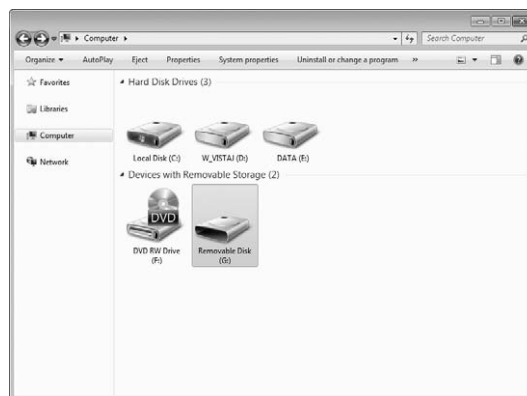 Computer
Search Computer
Organize AutoPlay Eject Properties System properties Uninstall or change a program »
Favorites
Libraries
Computer
Network
Hard Disk Drives (3)
Local Disk (C:) W_VISTAI (D:) DATA (E:)
Devices with Removable Storage (2)
DVD
DVD RW Drive Removable Disk
(F:) (G:)